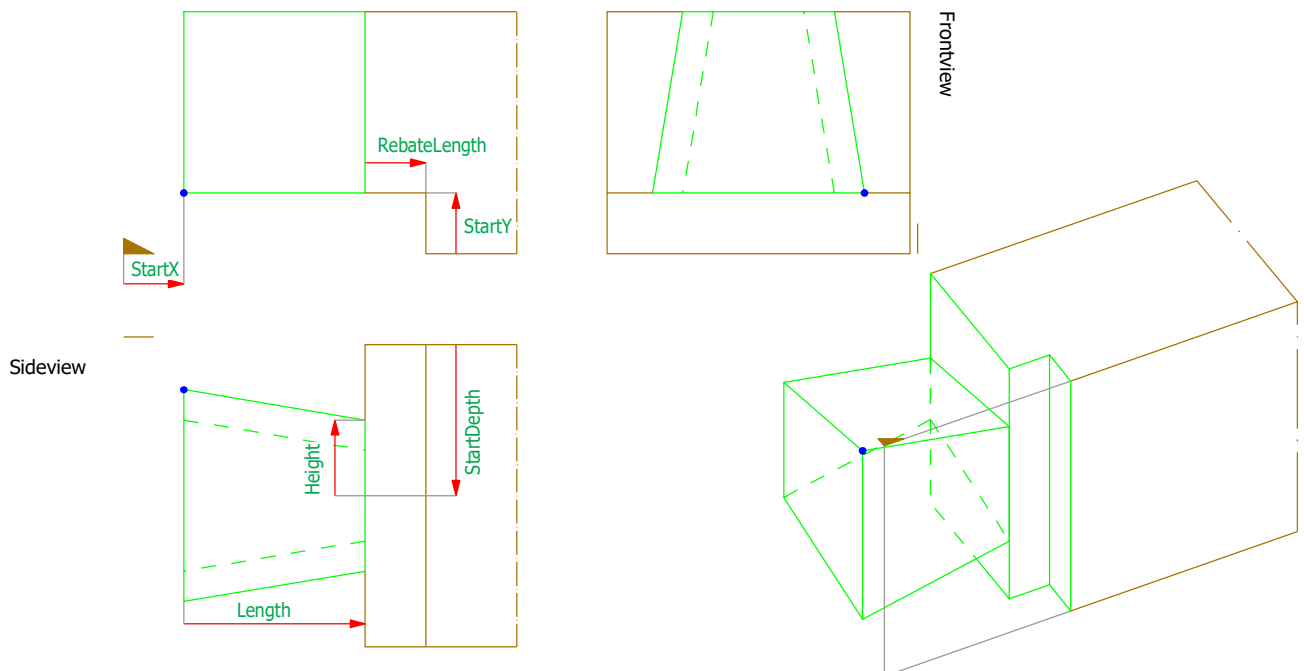 Frontview
RebateLength
StartY
StartX
Sideview
StartDepth
Height
Length